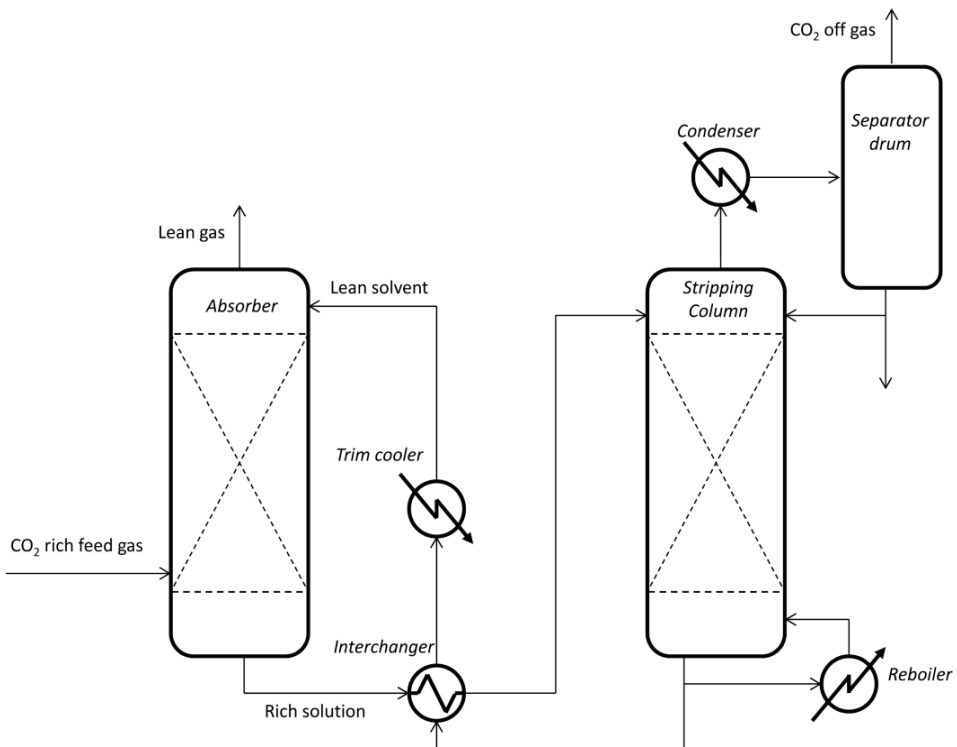 CO₂ off gas
Separator
drum
Condenser
Lean gas
Absorber
Lean solvent
Stripping
Column
Trim cooler
CO₂ rich feed gas
Interchanger
Rich solution
Reboiler